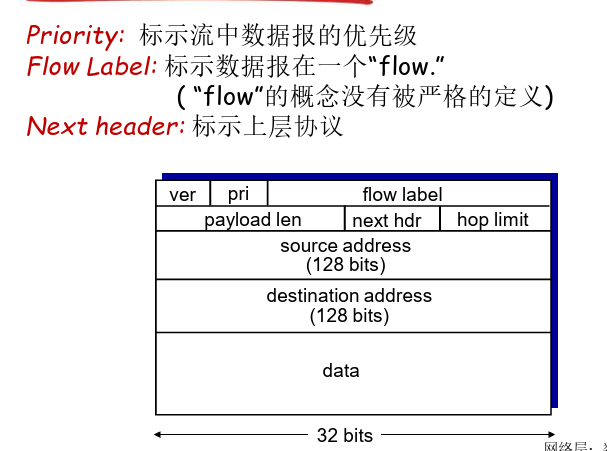 Priority: 标示流中数据报的优先级
Flow Label: 标示数据报在一个“flow.”
( “flow”的概念没有被严格的定义)
Next header: 标示上层协议
ver pri flow label
payload len next hdr hop limit
source address
(128 bits)
destination address
(128 bits)
data
32 bits
网络层：